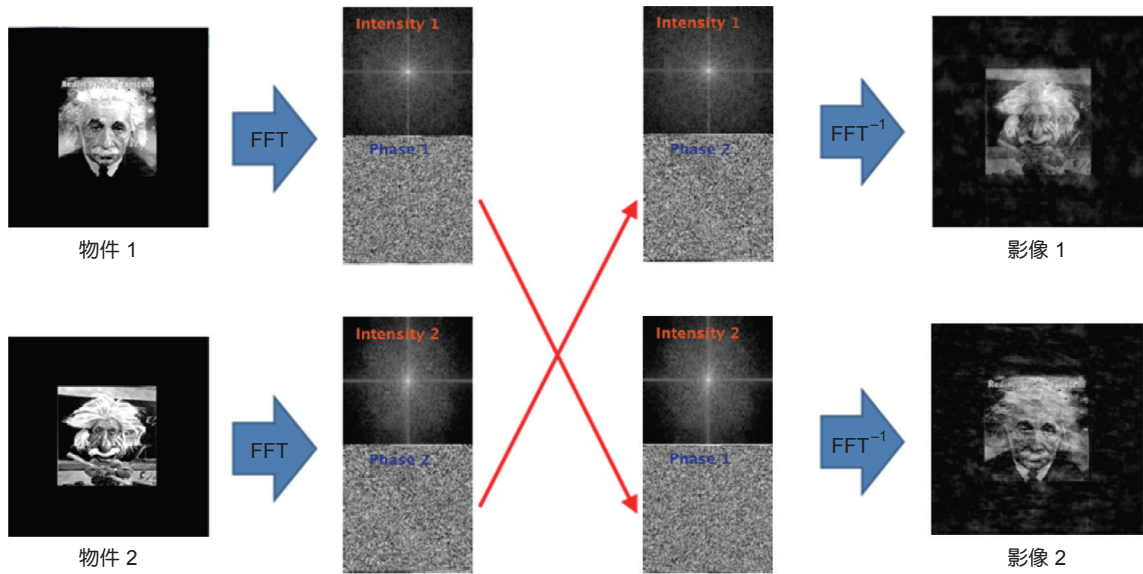 Intensity 1
Intensity 1
FFT
Phase 1
Phase 2
FFT⁻¹
物件 1
影像 1
Intensity 2
Intensity 2
FFT
Phase 2
Phase 1
FFT⁻¹
物件 2
影像 2